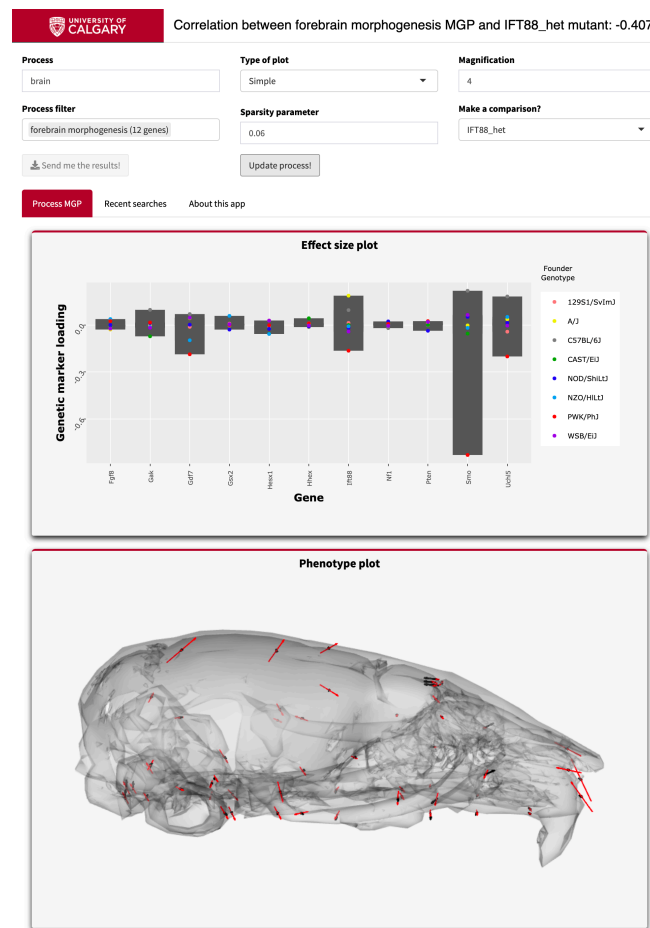 UNIVERSITY OF
CALGARY
Correlation between forebrain morphogenesis MGP and IFT88_het mutant: -0.407
Process
Type of plot
Magnification
brain
Simple
4
Process filter
Sparsity parameter
Make a comparison?
forebrain morphogenesis (12 genes)
0.06
IFT88_het
Send me the results!
Update process!
Process MGP
Recent searches
About this app
Effect size plot
Founder
Genotype
129S1/SvImJ
A/J
C57BL/6J
CAST/EiJ
NOD/ShiLtJ
NZO/HlLtJ
PWK/PhJ
WSB/EiJ
Genetic marker loading
0.0
-0.3
-0.6
Fgf8
Gak
Gdf7
Gsx2
Hesx1
Hhex
Ift88
Nf1
Pten
Smo
Uchl5
Gene
Phenotype plot